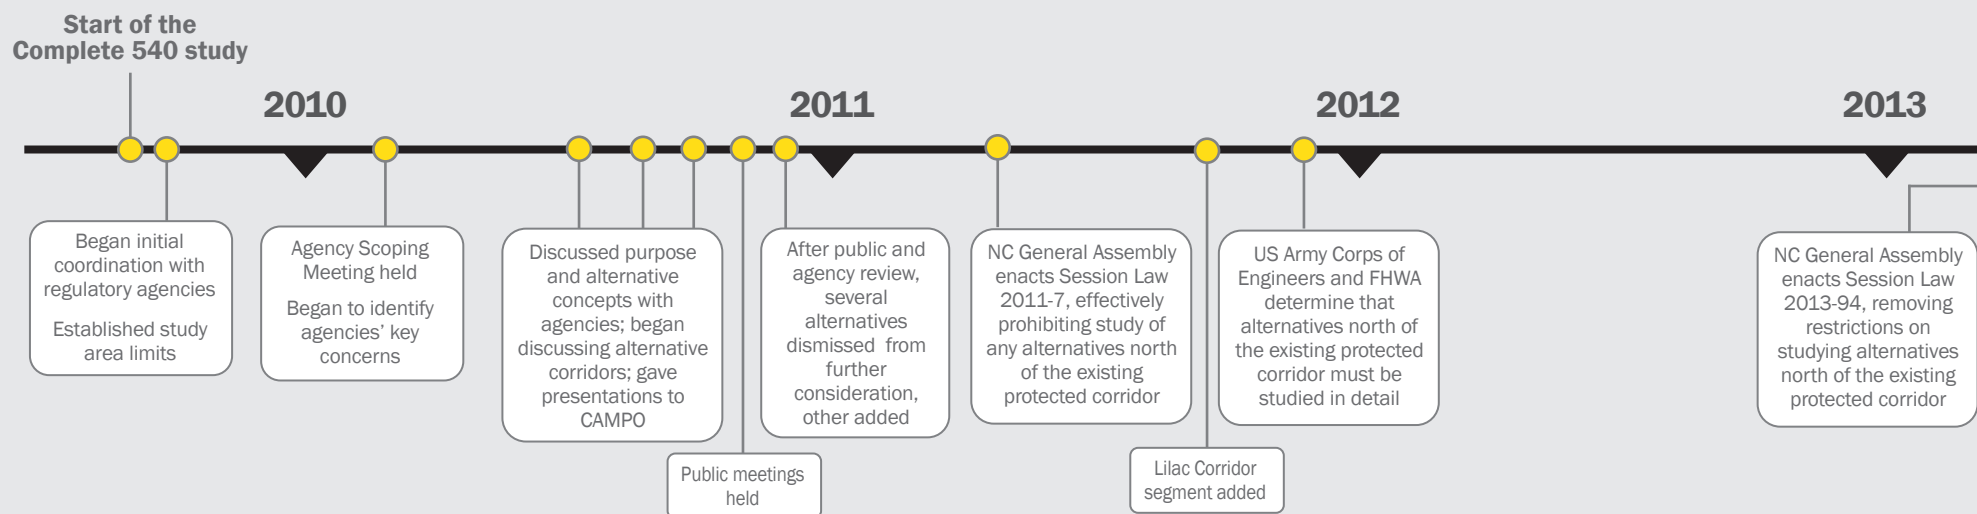 Start of the
Complete 540 study
2010
2011
2012
2013
Began initial
coordination with
regulatory agencies
Established study
area limits
Agency Scoping
Meeting held
Began to identify
agencies' key
concerns
Discussed purpose
and alternative
concepts with
agencies; began
discussing alternative
corridors; gave
presentations to
CAMPO
Public meetings
held
After public and
agency review,
several
alternatives
dismissed from
further
consideration,
other added
NC General Assembly
enacts Session Law
2011-7, effectively
prohibiting study of
any alternatives north
of the existing
protected corridor
Lilac Corridor
segment added
US Army Corps of
Engineers and FHWA
determine that
alternatives north of
the existing protected
corridor must be
studied in detail
NC General Assembly
enacts Session Law
2013-94, removing
restrictions on
studying alternatives
north of the existing
protected corridor